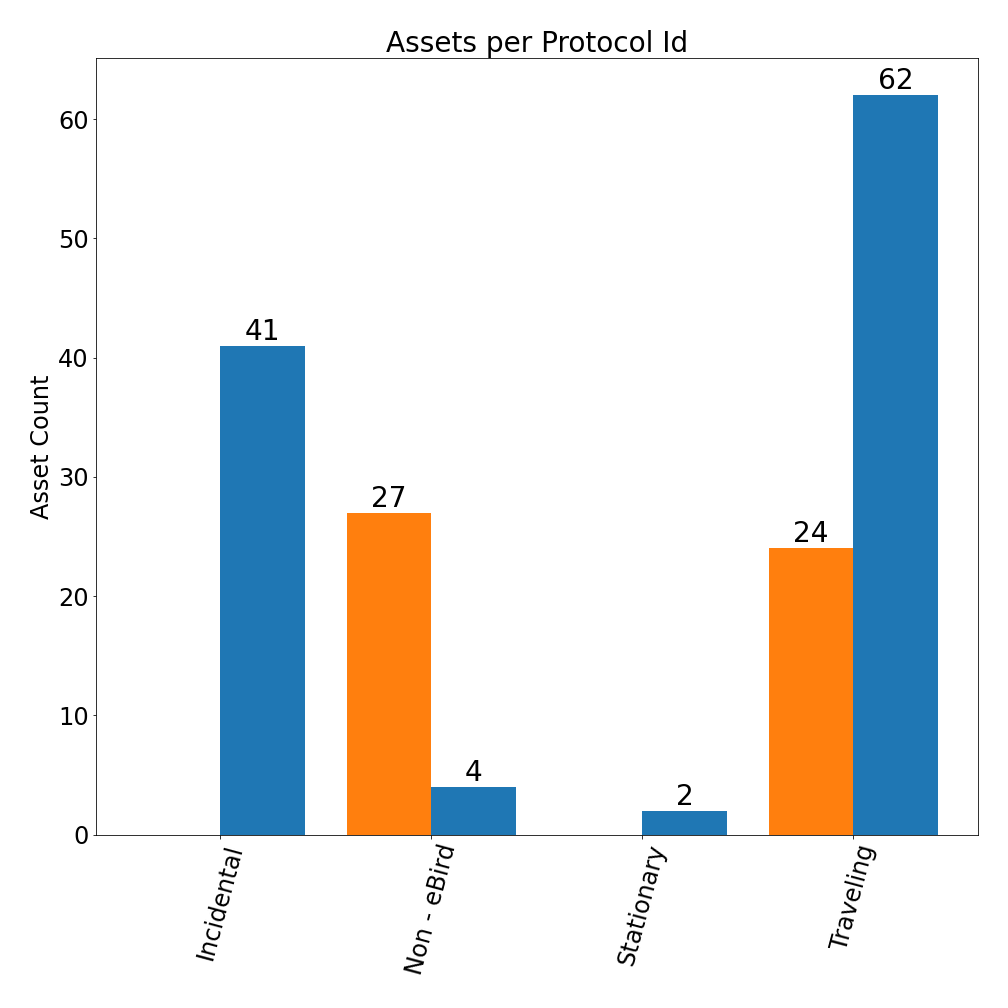 Assets per Protocol Id
Asset Count
60
50
40
30
20
10
0
41
27
4
2
24
62
Incidental
Non - eBird
Stationary
Traveling